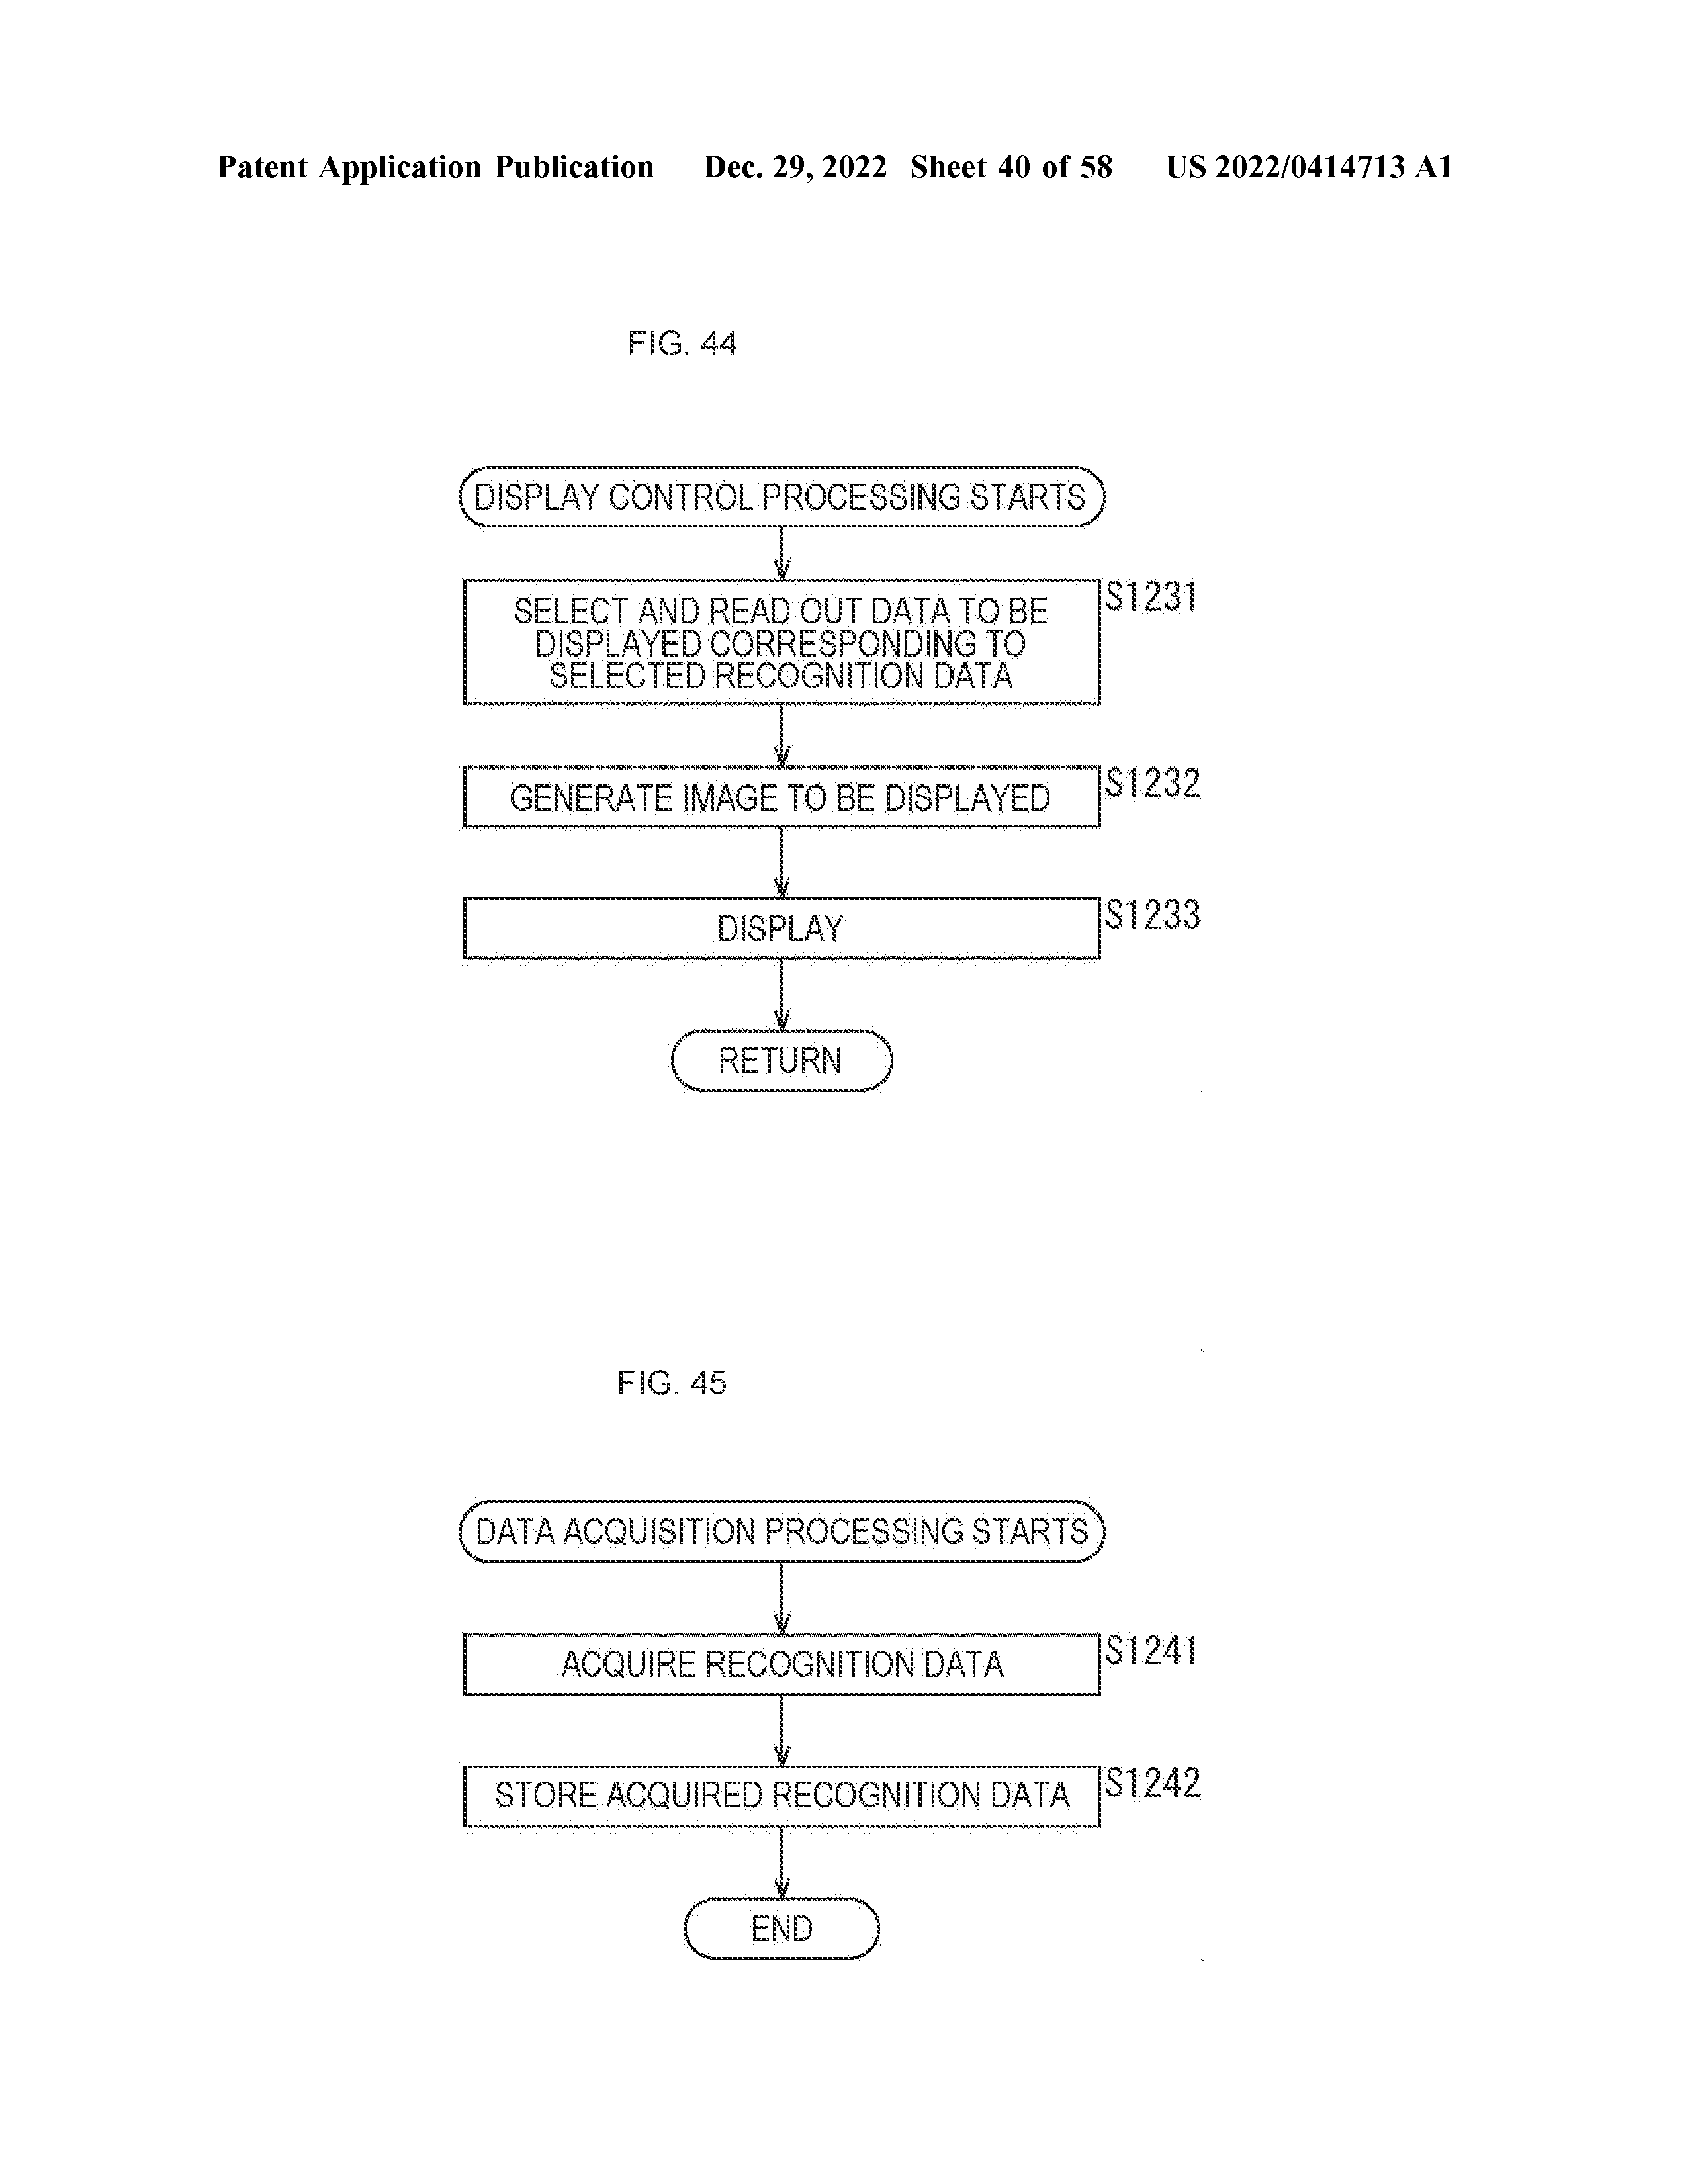 Patent Application Publication Dec. 29, 2022 Sheet 40 of 58 US 2022/0414713 A1
FIG. 44
DISPLAY CONTROL PROCESSING STARTS
S1231
SELECT AND READ OUT DATA TO BE
DISPLAYED CORRESPONDING TO
SELECTED RECOGNITION DATA
S1232
GENERATE IMAGE TO BE DISPLAYED
S1233
DISPLAY
RETURN
FIG. 45
DATA ACQUISITION PROCESSING STARTS
S1241
ACQUIRE RECOGNITION DATA
S1242
STORE ACQUIRED RECOGNITION DATA
END